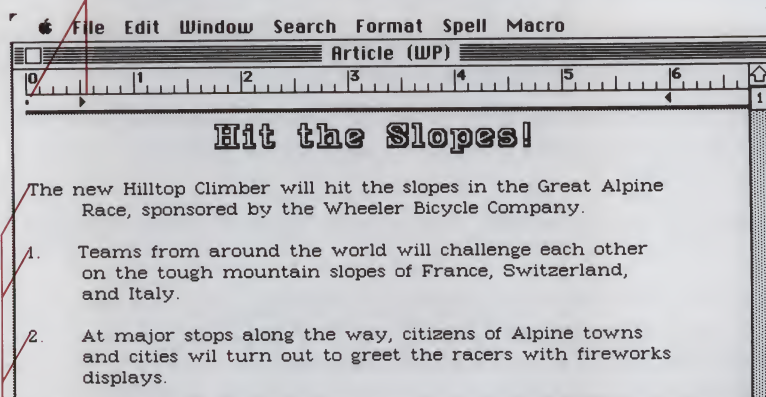 File Edit Window Search Format Spell Macro
Article (WP)
0 1 2 3 4 5 6
1
Hit the Slopes!
The new Hilltop Climber will hit the slopes in the Great Alpine
Race, sponsored by the Wheeler Bicycle Company.
1. Teams from around the world will challenge each other
on the tough mountain slopes of France, Switzerland,
and Italy.
2. At major stops along the way, citizens of Alpine towns
and cities wil turn out to greet the racers with fireworks
displays.